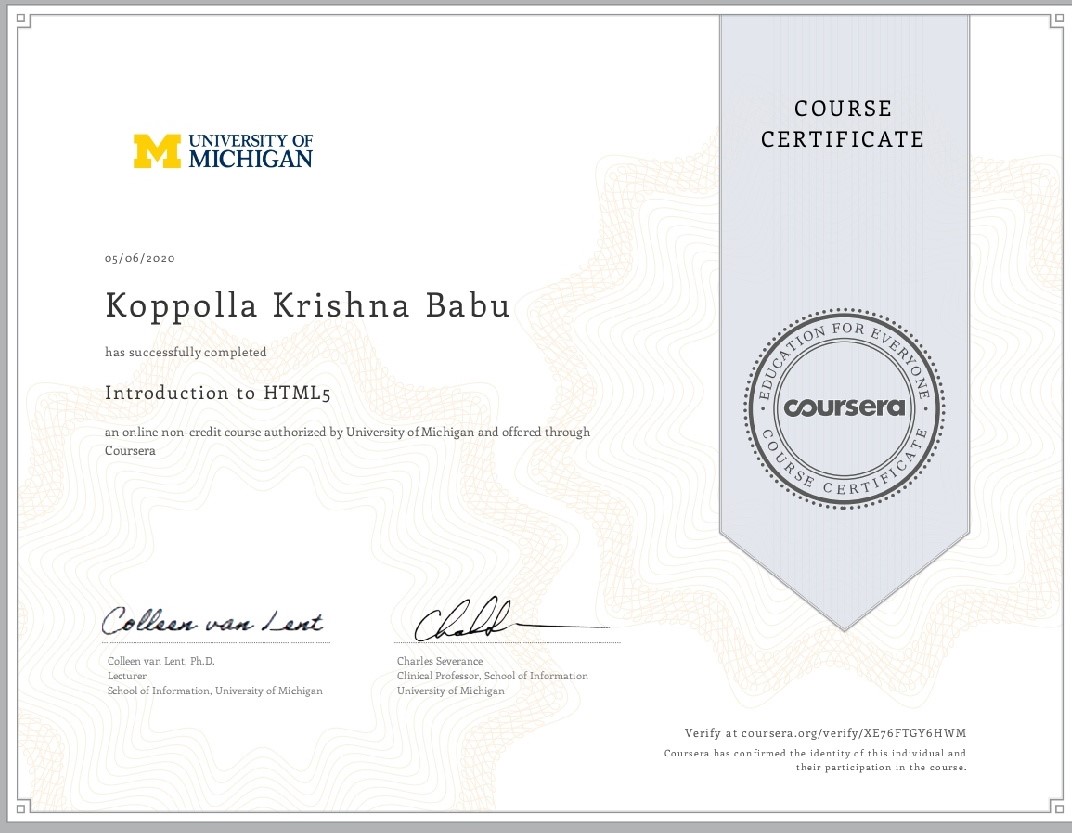 COURSE
CERTIFICATE
UNIVERSITY OF
MICHIGAN
05/06/2020
Koppolla Krishna Babu
has successfully completed
Introduction to HTML5
an online non-credit course authorized by University of Michigan and offered through
Coursera
EDUCATION FOR EVERYONE
coursera
COURSE CERTIFICATE
Colleen van Lent
Colleen van Lent, Ph.D.
Lecturer
School of Information, University of Michigan
Charles Severance
Clinical Professor, School of Information
University of Michigan
Verify at coursera.org/verify/XE76FTGY6HWM
Coursera has confirmed the identity of this individual and
their participation in the course.